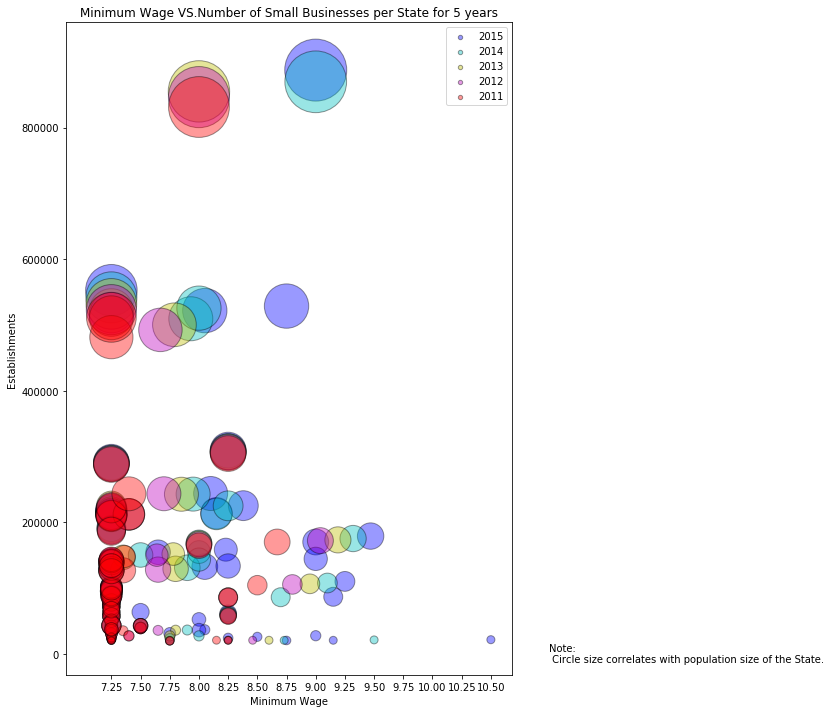 Minimum Wage VS.Number of Small Businesses per State for 5 years
2015
2014
2013
2012
2011
800000
600000
400000
200000
0
Establishments
7.25 7.50 7.75 8.00 8.25 8.50 8.75 9.00 9.25 9.50 9.75 10.00 10.25 10.50
Minimum Wage
Note:
Circle size correlates with population size of the State.